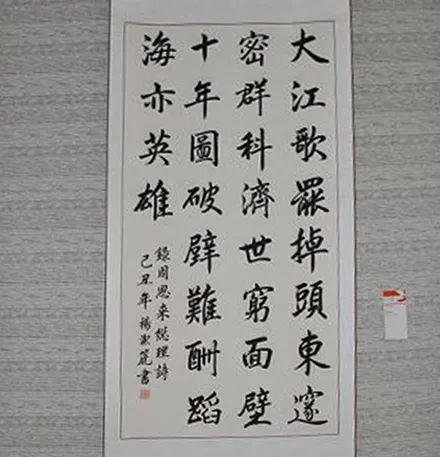 大江歌罷掉頭東邃
密群科濟世窮面壁
十年圖破壁難酬蹈
海亦英雄
錄周恩来總理詩
己丑年楊淑書